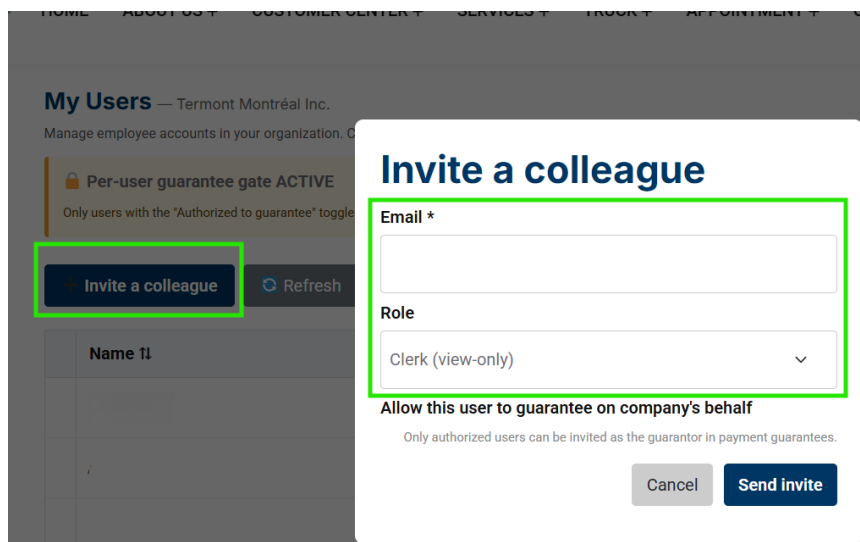 HOME ABOUT US + CUSTOMER CENTER + SERVICES + TRUCK + APPOINTMENT +
My Users — Termont Montréal Inc.
Manage employee accounts in your organization. C
Per-user guarantee gate ACTIVE
Only users with the "Authorized to guarantee" toggle
+ Invite a colleague
Refresh
Name
Invite a colleague
Email *
Role
Clerk (view-only)
Allow this user to guarantee on company's behalf
Only authorized users can be invited as the guarantor in payment guarantees.
Cancel
Send invite